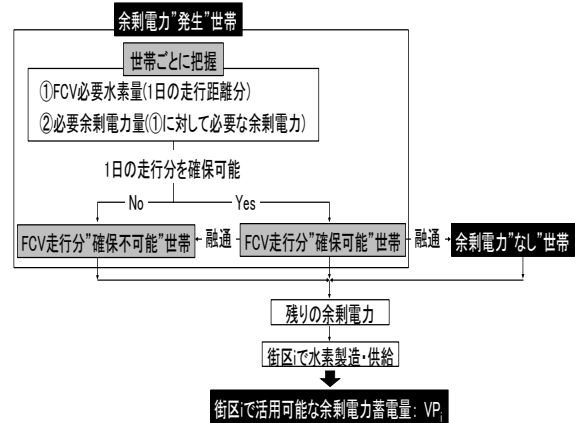 余剰電力”発生”世帯
世帯ごとに把握
①FCV必要水素量(1日の走行距離分)
②必要余剰電力量(①に対して必要な余剰電力)
1日の走行分を確保可能
No
Yes
FCV走行分”確保不可能”世帯
融通
FCV走行分”確保可能”世帯
融通
余剰電力”なし”世帯
残りの余剰電力
街区iで水素製造・供給
街区iで活用可能な余剰電力蓄電量: VPi